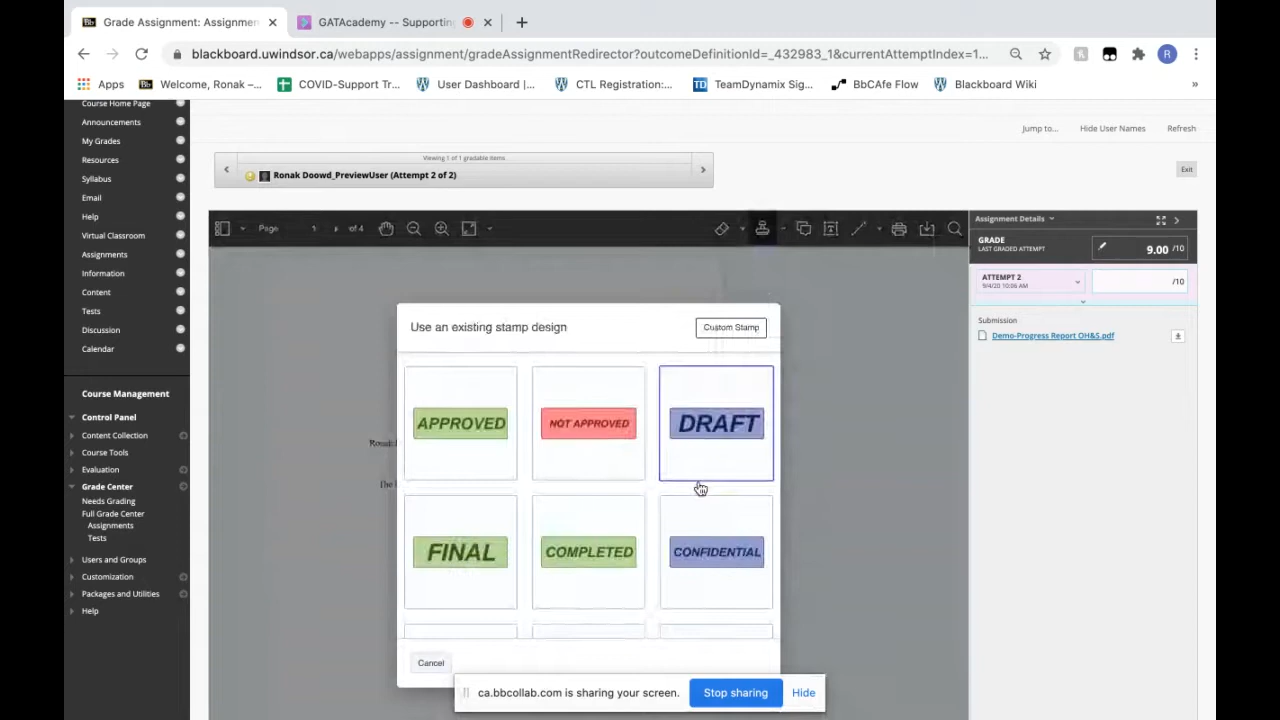 Grade Assignment: Assignmen
GATAcademy -- Supporting
blackboard.uwindsor.ca/webapps/assignment/gradeAssignmentRedirector?outcomeDefinitionId=_432983_1&currentAttemptIndex=1...
R
Apps
Bb
Welcome, Ronak –...
COVID-Support Tr...
User Dashboard |...
CTL Registration:...
TD
TeamDynamix Sig...
BbCAfe Flow
Blackboard Wiki
»
Course Home Page
Announcements
My Grades
Resources
Syllabus
Email
Help
Virtual Classroom
Assignments
Information
Content
Tests
Discussion
Calendar
Course Management
Control Panel
Content Collection
Course Tools
Evaluation
Grade Center
Needs Grading
Full Grade Center
Assignments
Tests
Users and Groups
Customization
Packages and Utilities
Help
Jump to...
Hide User Names
Refresh
Viewing 1 of 1 gradable items
Ronak Doowd_PreviewUser (Attempt 2 of 2)
Exit
Page
1
of 4
Use an existing stamp design
Custom Stamp
APPROVED
NOT APPROVED
DRAFT
FINAL
COMPLETED
CONFIDENTIAL
Cancel
Assignment Details
GRADE
LAST GRADED ATTEMPT
9.00 /10
ATTEMPT 2
9/4/20 10:06 AM
/10
Submission
Demo-Progress Report OH&S.pdf
ca.bbcollab.com is sharing your screen.
Stop sharing
Hide